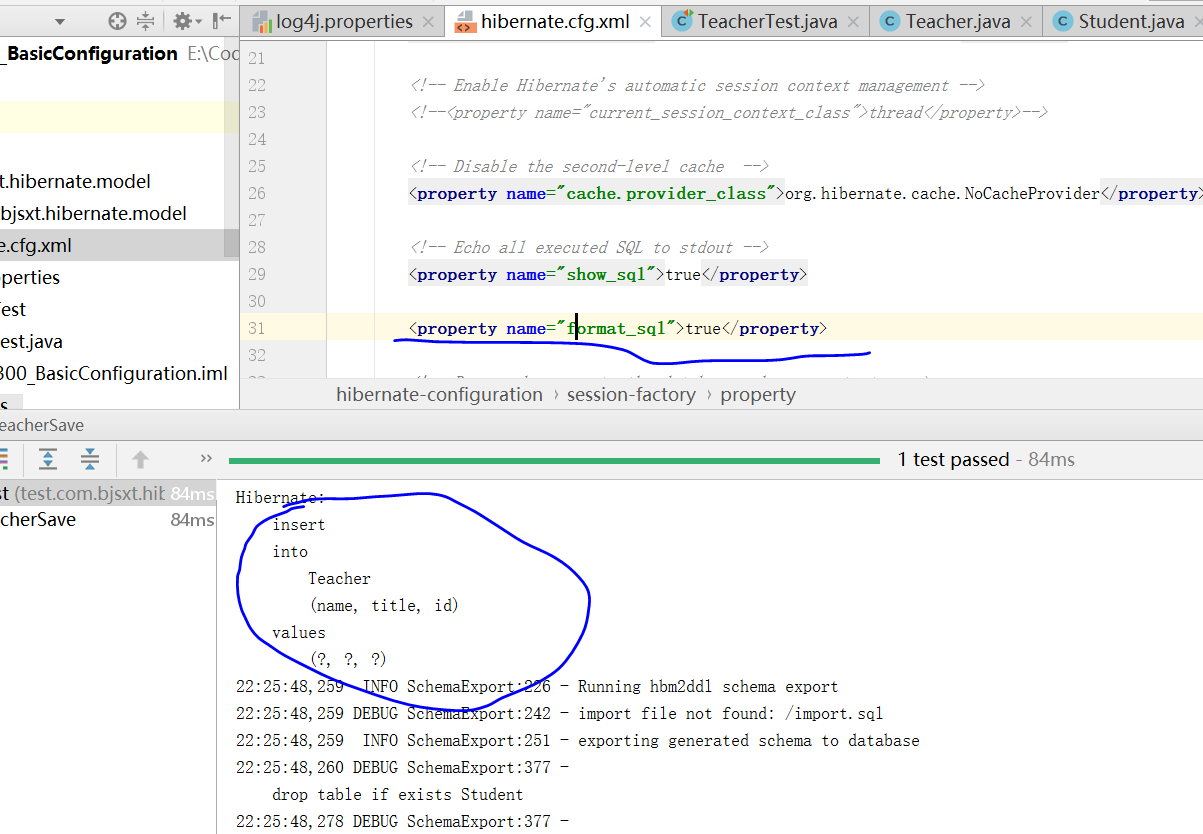 log4j.properties
hibernate.cfg.xml
TeacherTest.java
Teacher.java
Student.java
_BasicConfiguration E:\Coo
t.hibernate.model
bjsxt.hibernate.model
e.cfg.xml
perties
est
est.java
300_BasicConfiguration.iml
s
21
22 <!-- Enable Hibernate's automatic session context management -->
23 <!--<property name="current_session_context_class">thread</property>-->
24
25 <!-- Disable the second-level cache -->
26 <property name="cache.provider_class">org.hibernate.cache.NoCacheProvider</property>
27
28 <!-- Echo all executed SQL to stdout -->
29 <property name="show_sql">true</property>
30
31 <property name="format_sql">true</property>
32
hibernate-configuration › session-factory › property
eacherSave
1 test passed - 84ms
st (test.com.bjsxt.hib 84ms
cherSave 84ms
Hibernate:
insert
into
Teacher
(name, title, id)
values
(?, ?, ?)
22:25:48,259 INFO SchemaExport:226 - Running hbm2ddl schema export
22:25:48,259 DEBUG SchemaExport:242 - import file not found: /import.sql
22:25:48,259 INFO SchemaExport:251 - exporting generated schema to database
22:25:48,260 DEBUG SchemaExport:377 -
drop table if exists Student
22:25:48,278 DEBUG SchemaExport:377 -